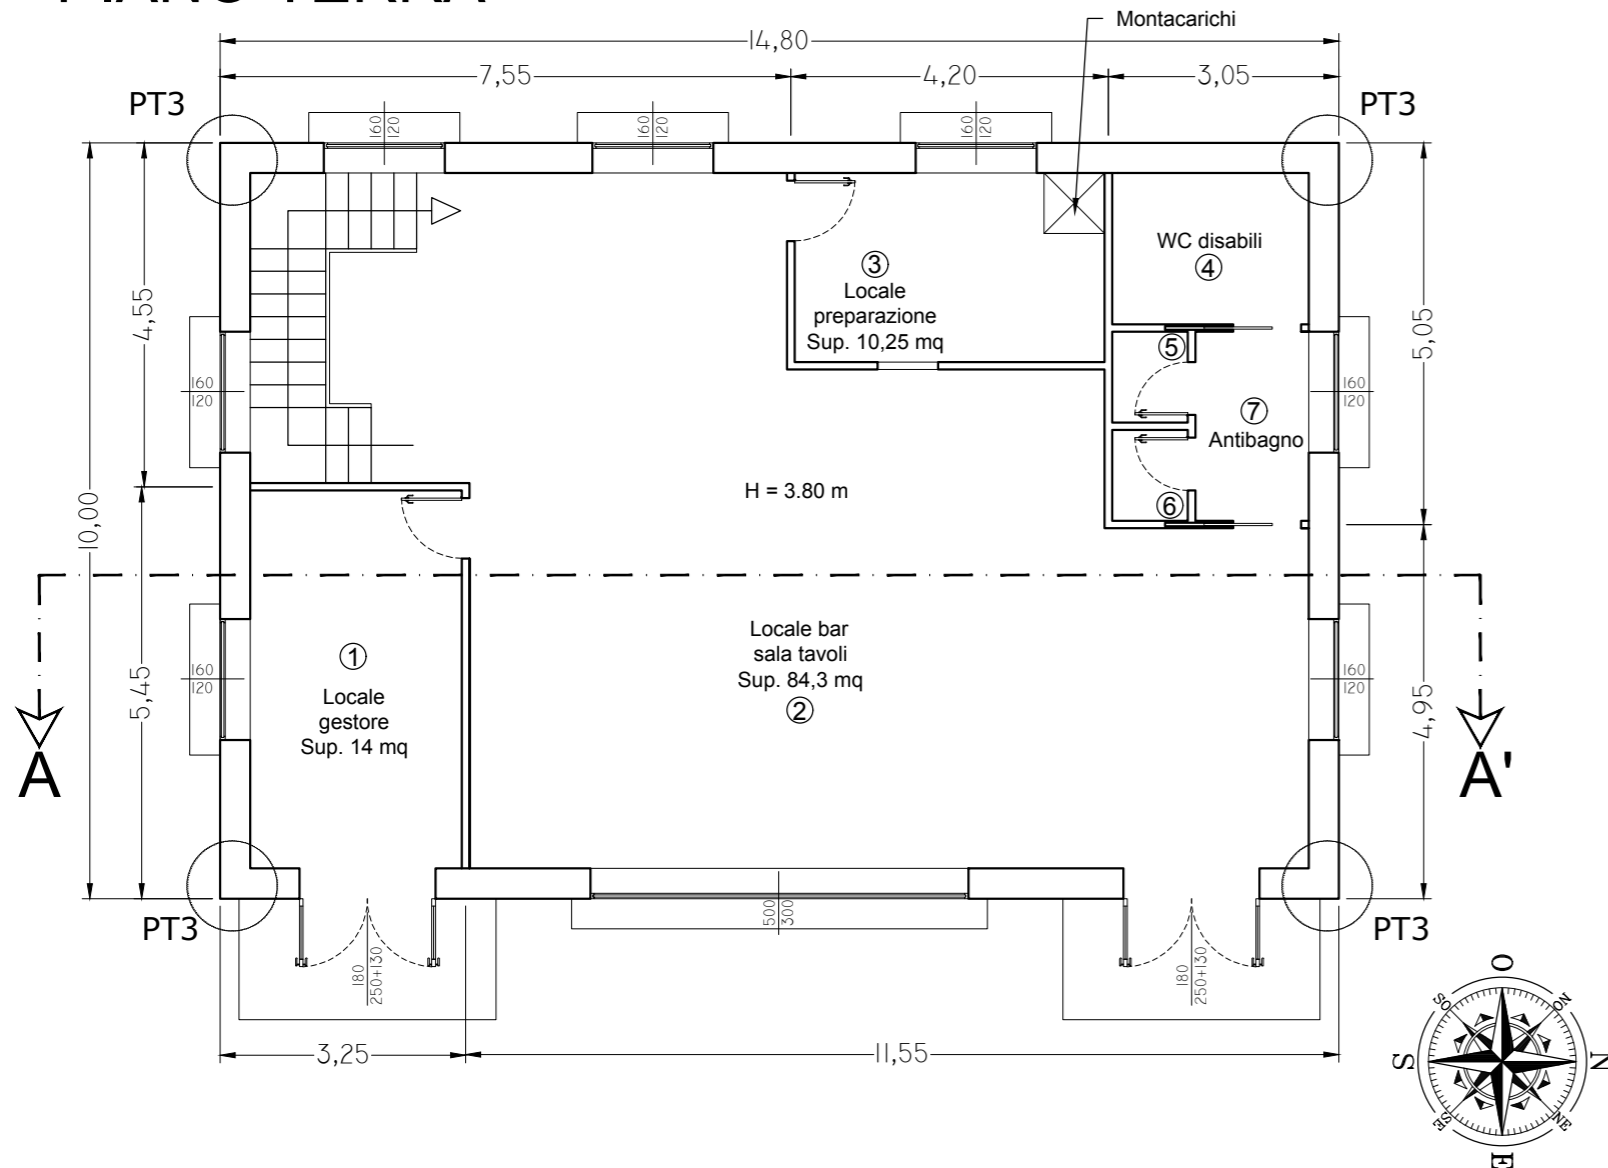 PIANO TERRA
Montacarichi
14,80
7,55
4,20
3,05
PT3
PT3
160
120
160
120
160
120
WC disabili
4
3
Locale
preparazione
Sup. 10,25 mq
4,55
5,05
5
160
120
160
120
7
Antibagno
10,00
H = 3.80 m
6
Locale bar
sala tavoli
Sup. 84,3 mq
2
1
Locale
gestore
Sup. 14 mq
160
120
160
120
5,45
4,95
A
A'
PT3
PT3
500
300
180
250+130
180
250+130
3,25
11,55
O
SO
ON
S
N
SE
NE
E